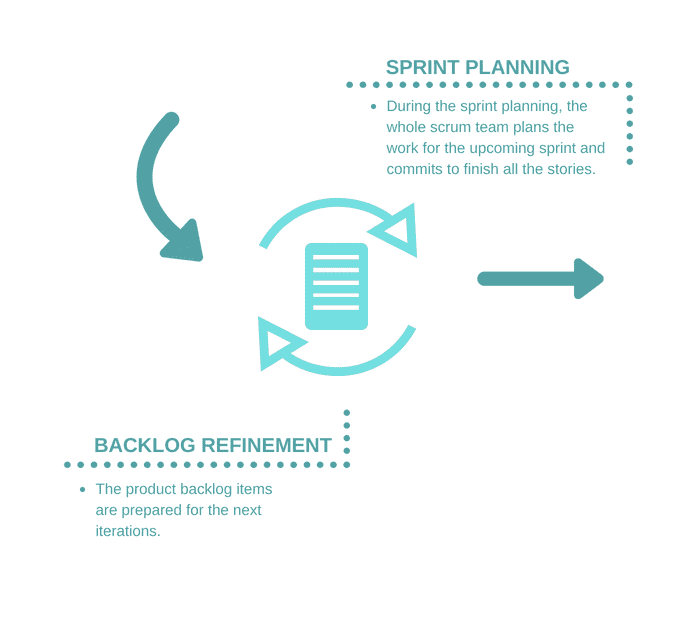 SPRINT PLANNING
• During the sprint planning, the
whole scrum team plans the
work for the upcoming sprint and
commits to finish all the stories.
BACKLOG REFINEMENT
• The product backlog items
are prepared for the next
iterations.